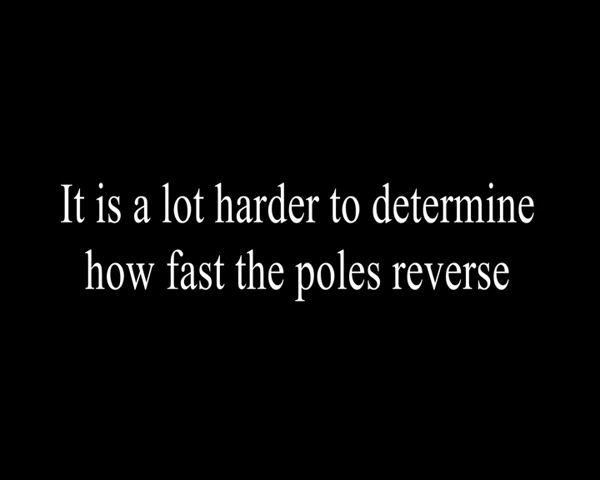 It is a lot harder to determine
how fast the poles reverse